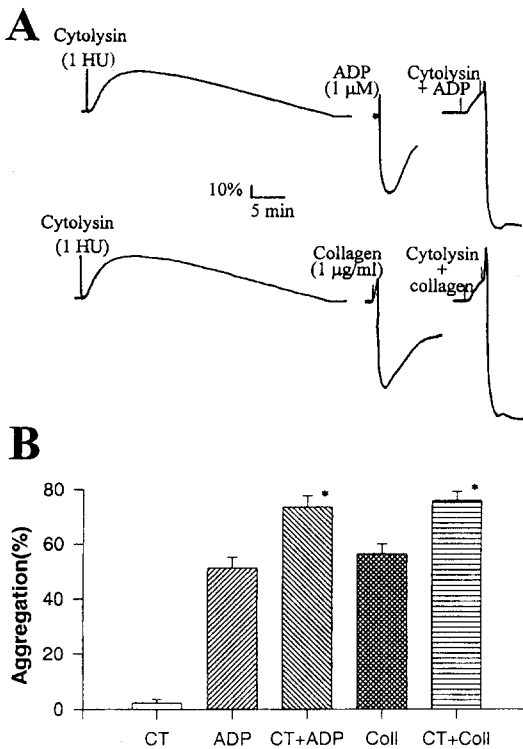 A
Cytolysin
(1 HU)
ADP
(1 μM)
Cytolysin
+ ADP
*
10%
5 min
Cytolysin
(1 HU)
Collagen
(1 μg/ml)
Cytolysin
+
collagen
B
Aggregation(%)
80
60
40
20
0
*
*
CT
ADP
CT+ADP
Coll
CT+Coll